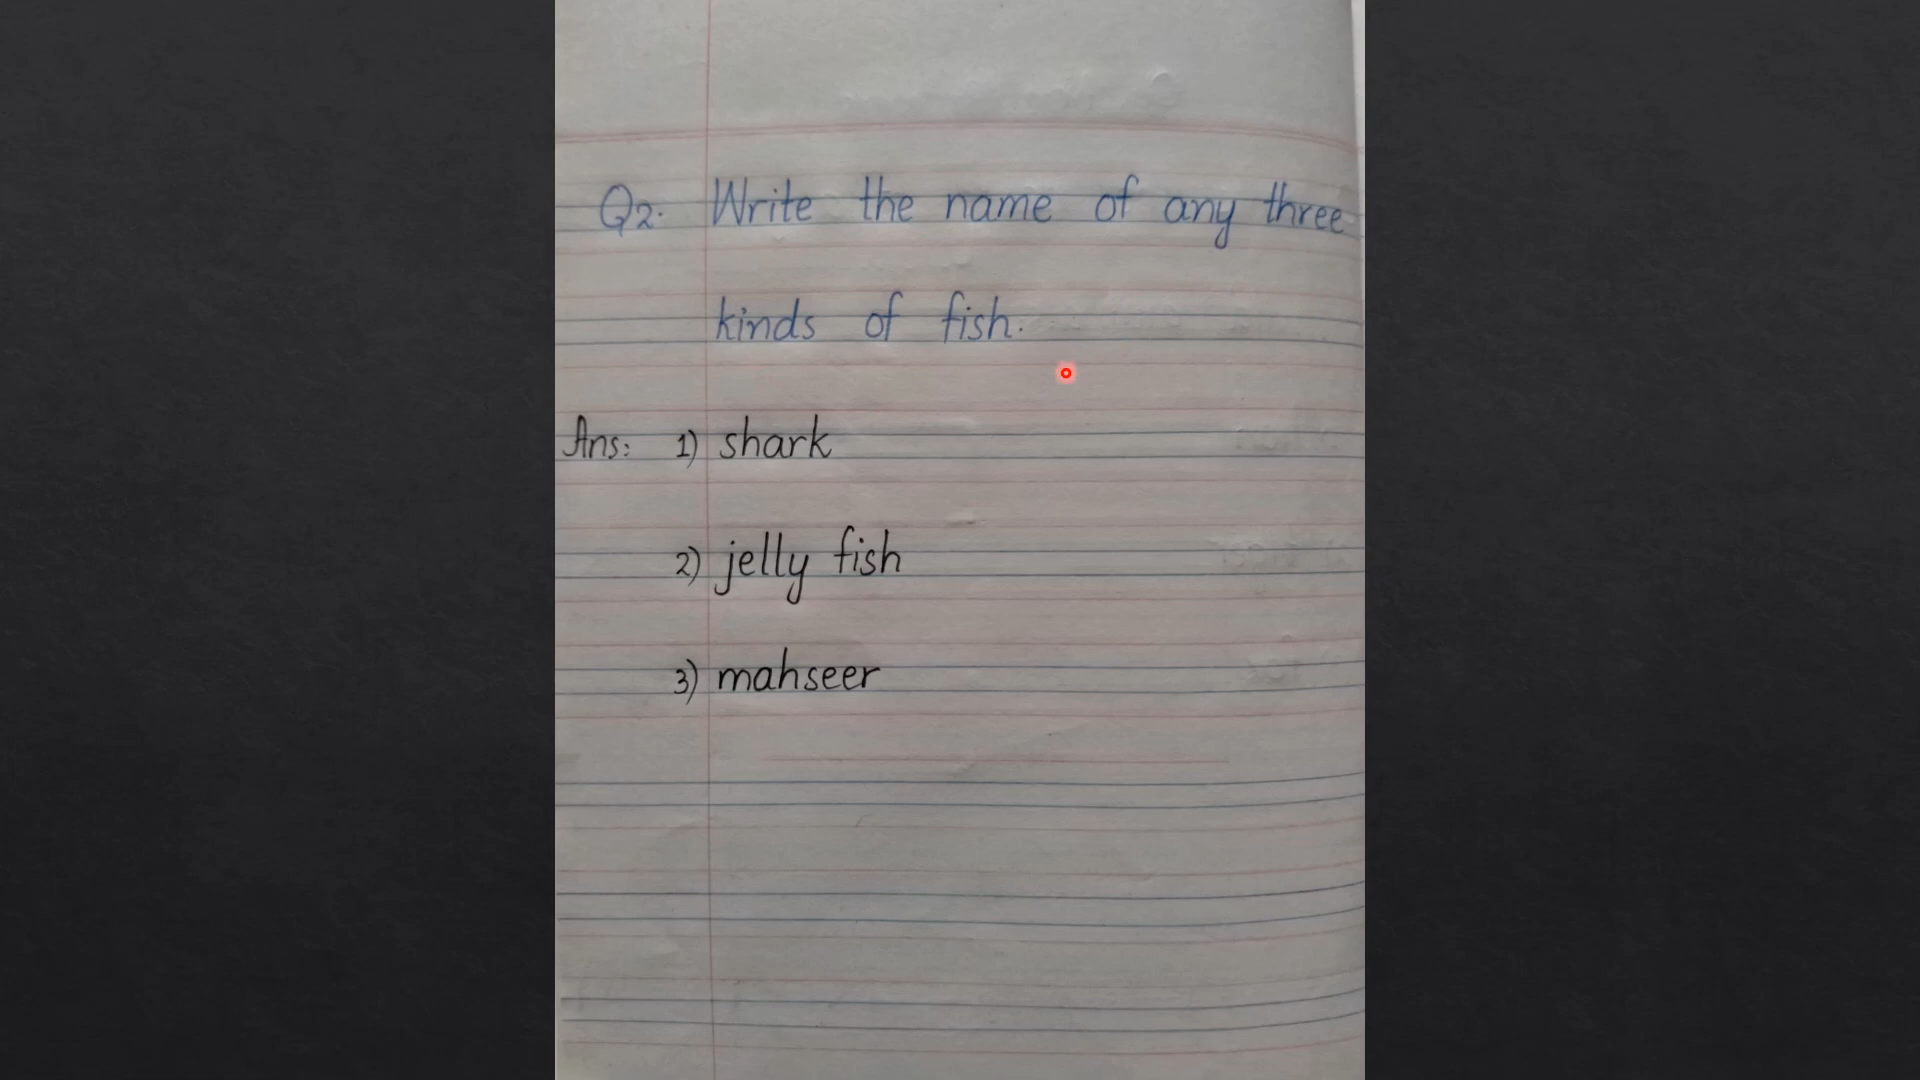 Q2. Write the name of any three
kinds of fish.
Ans: 1) shark
2) jelly fish
3) mahseer